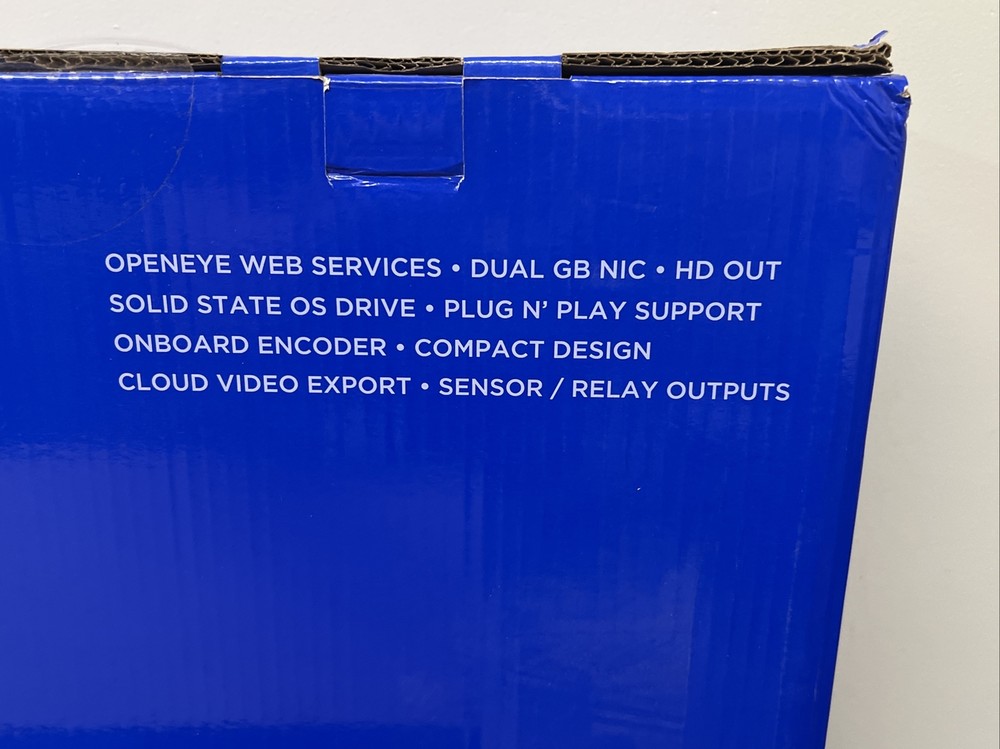 OPENEYE WEB SERVICES • DUAL GB NIC • HD OUT
SOLID STATE OS DRIVE • PLUG N’ PLAY SUPPORT
ONBOARD ENCODER • COMPACT DESIGN
CLOUD VIDEO EXPORT • SENSOR / RELAY OUTPUTS